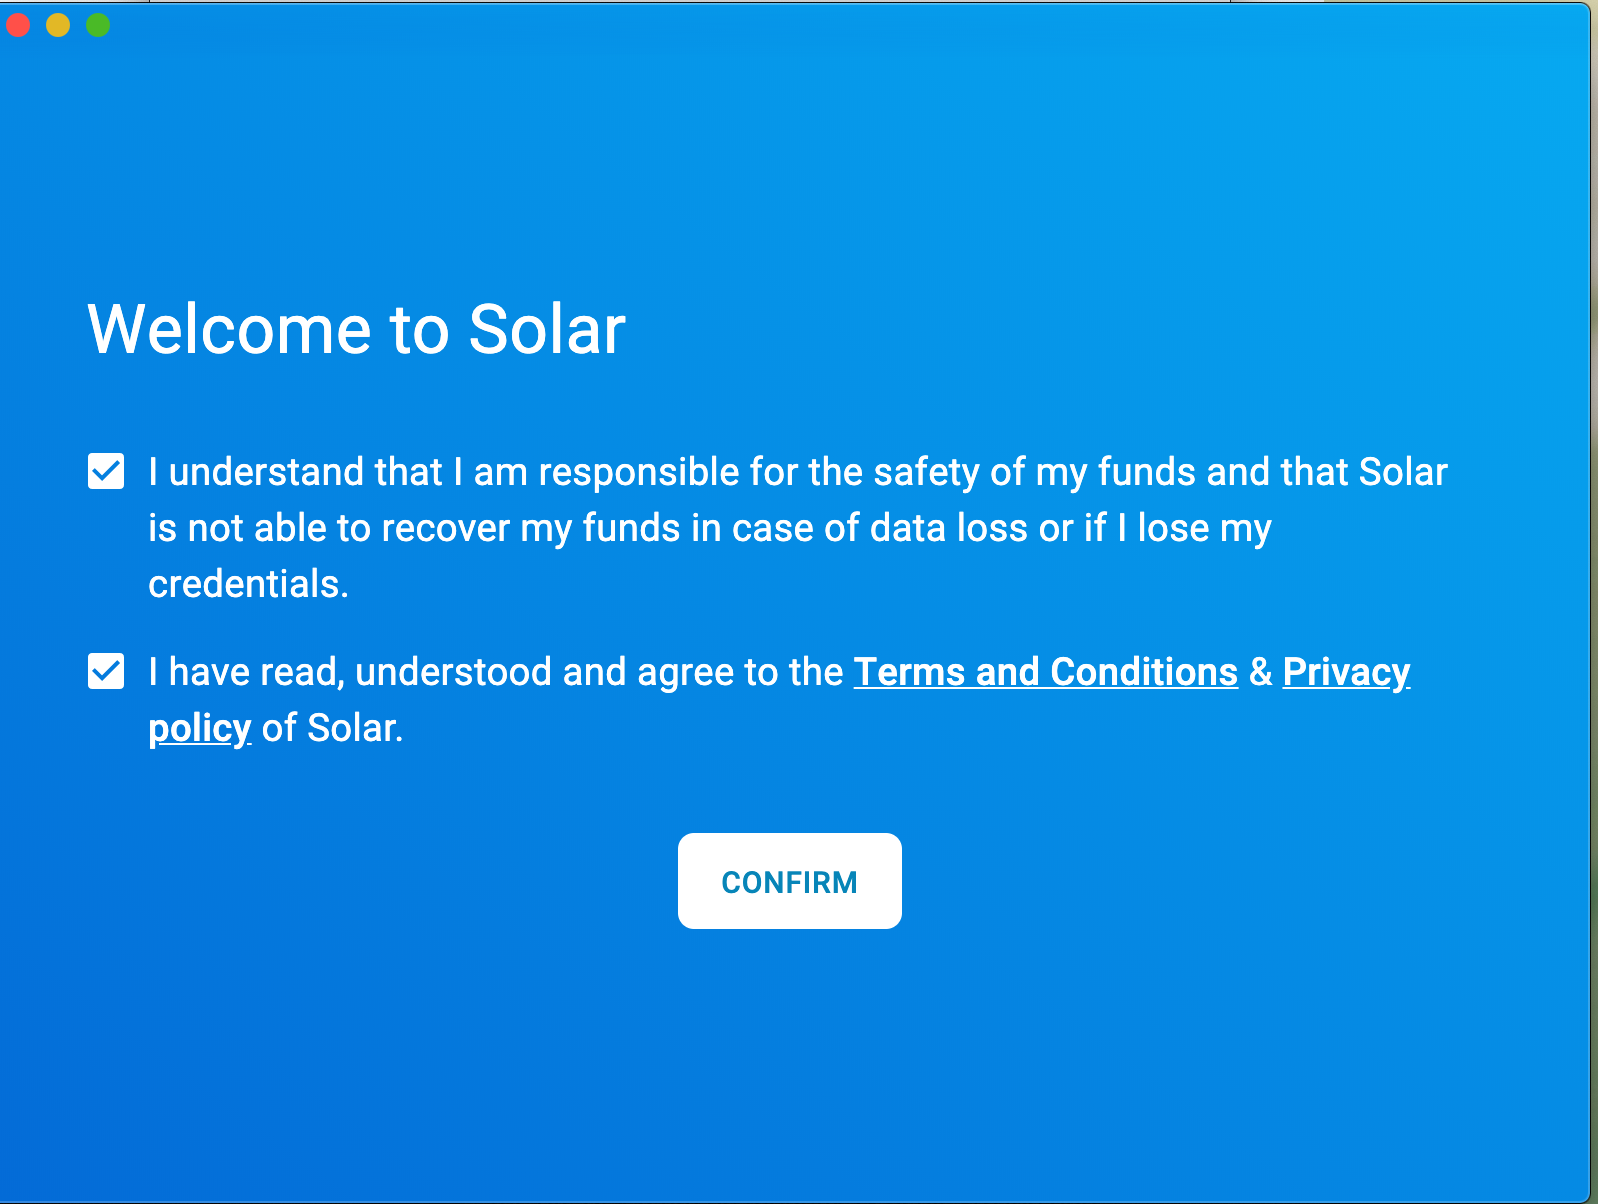 Welcome to Solar
I understand that I am responsible for the safety of my funds and that Solar
is not able to recover my funds in case of data loss or if I lose my
credentials.
I have read, understood and agree to the Terms and Conditions & Privacy
policy of Solar.
CONFIRM